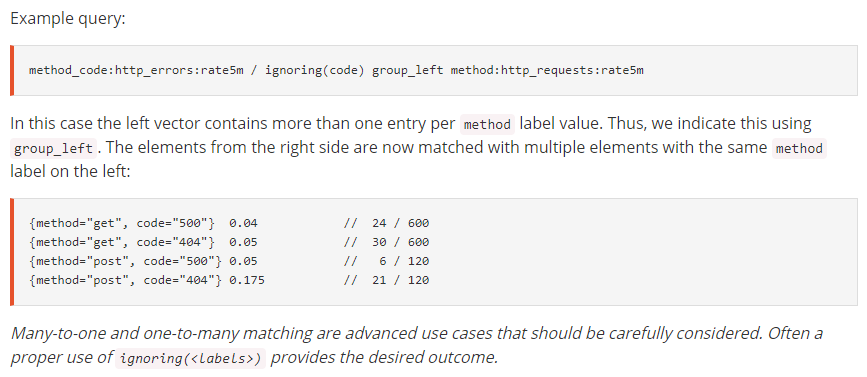 Example query:
method_code:http_errors:rate5m / ignoring(code) group_left method:http_requests:rate5m
In this case the left vector contains more than one entry per method label value. Thus, we indicate this using
group_left. The elements from the right side are now matched with multiple elements with the same method
label on the left:
{method="get", code="500"}  0.04            //  24 / 600
{method="get", code="404"}  0.05            //  30 / 600
{method="post", code="500"} 0.05            //   6 / 120
{method="post", code="404"} 0.175           //  21 / 120
Many-to-one and one-to-many matching are advanced use cases that should be carefully considered. Often a
proper use of ignoring(<labels>) provides the desired outcome.